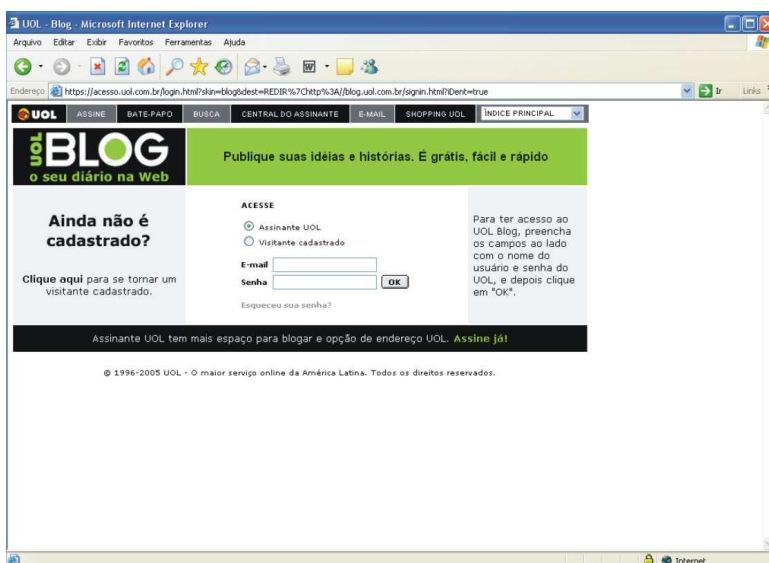 UOL - Blog - Microsoft Internet Explorer
Arquivo Editar Exibir Favoritos Ferramentas Ajuda
Endereço https://acesso.uol.com.br/login.html?skin=blog&dest=REDIR%7Chttp%3A//blog.uol.com.br/signin.html?iDent=true Ir Links
UOL ASSINE BATE-PAPO BUSCA CENTRAL DO ASSINANTE E-MAIL SHOPPING UOL ÍNDICE PRINCIPAL
UOL BLOG
o seu diário na Web
Publique suas idéias e histórias. É grátis, fácil e rápido
Ainda não é
cadastrado?
Clique aqui para se tornar um
visitante cadastrado.
ACESSE
Assinante UOL
Visitante cadastrado
E-mail
Senha OK
Esqueceu sua senha?
Para ter acesso ao
UOL Blog, preencha
os campos ao lado
com o nome do
usuário e senha do
UOL, e depois clique
em "OK".
Assinante UOL tem mais espaço para blogar e opção de endereço UOL. Assine já!
© 1996-2005 UOL - O maior serviço online da América Latina. Todos os direitos reservados.
Internet